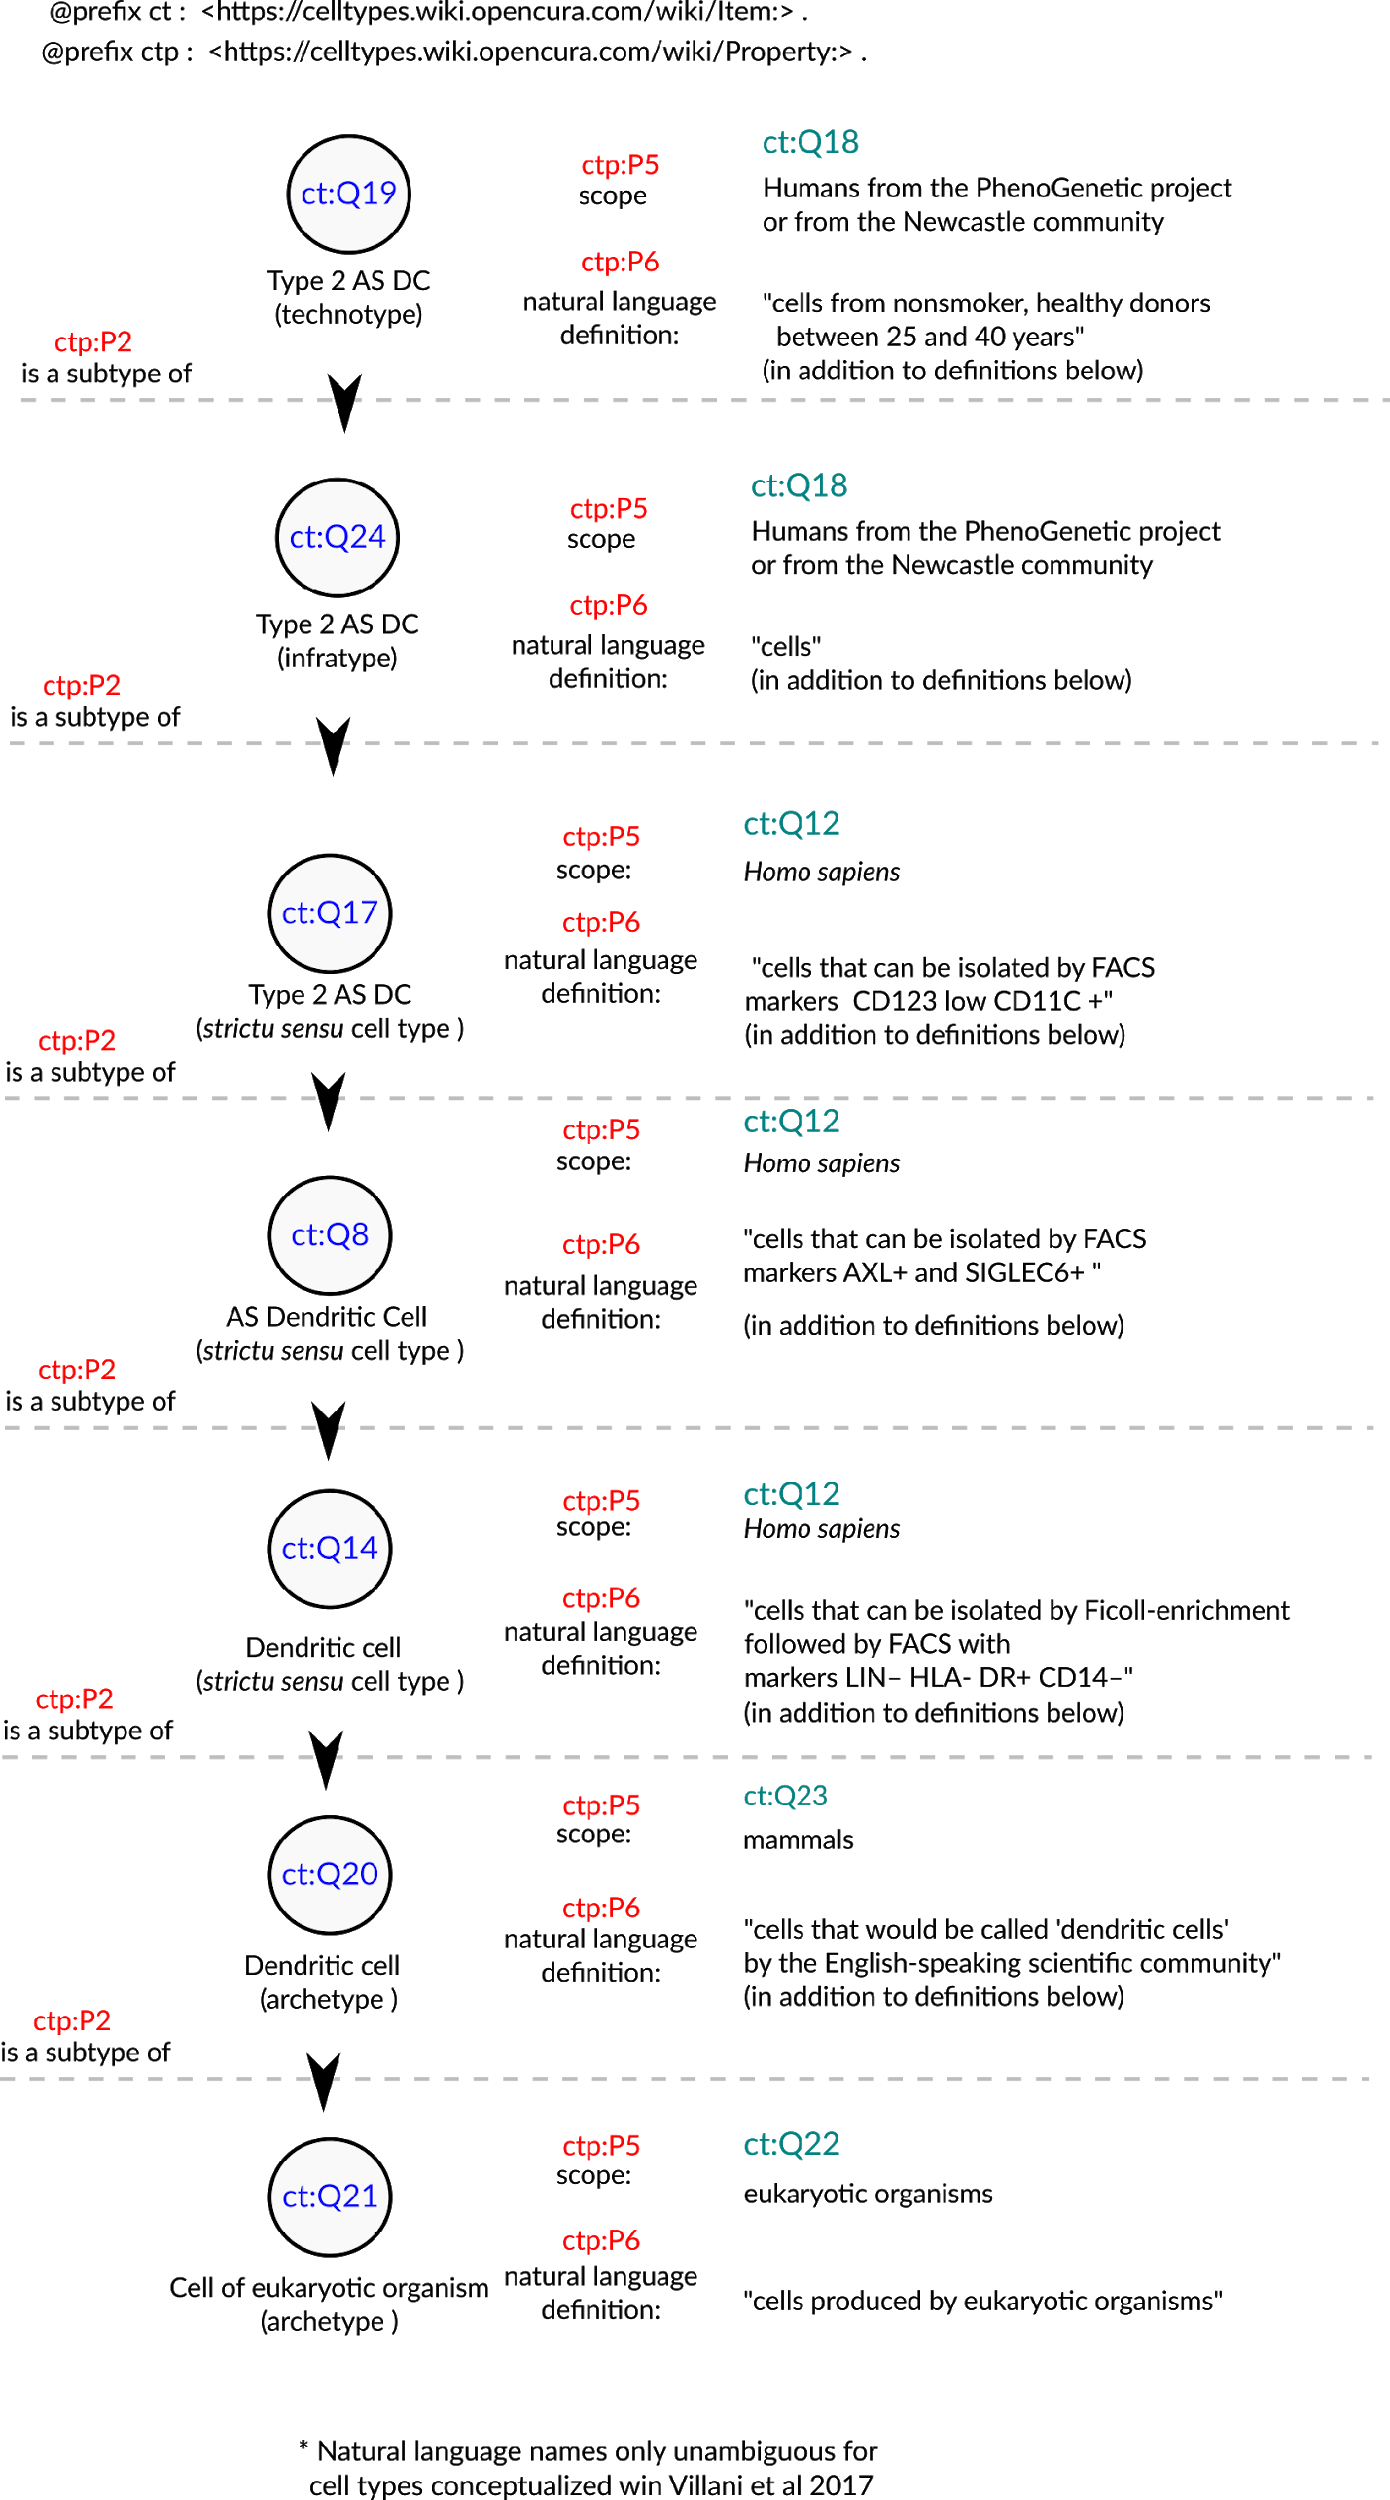 @prefix ct :  <https://celltypes.wiki.opencura.com/wiki/Item:> .
@prefix ctp :  <https://celltypes.wiki.opencura.com/wiki/Property:> .
ct:Q19
Type 2 AS DC
(technotype)
ctp:P5
scope
ct:Q18
Humans from the PhenoGenetic project
or from the Newcastle community
ctp:P6
natural language
definition:
"cells from nonsmoker, healthy donors
between 25 and 40 years"
(in addition to definitions below)
ctp:P2
is a subtype of
ct:Q24
Type 2 AS DC
(infratype)
ctp:P5
scope
ct:Q18
Humans from the PhenoGenetic project
or from the Newcastle community
ctp:P6
natural language
definition:
"cells"
(in addition to definitions below)
ctp:P2
is a subtype of
ct:Q17
Type 2 AS DC
(strictu sensu cell type )
ctp:P5
scope:
ct:Q12
Homo sapiens
ctp:P6
natural language
definition:
"cells that can be isolated by FACS
markers  CD123 low CD11C +"
(in addition to definitions below)
ctp:P2
is a subtype of
ct:Q8
AS Dendritic Cell
(strictu sensu cell type )
ctp:P5
scope:
ct:Q12
Homo sapiens
ctp:P6
natural language
definition:
"cells that can be isolated by FACS
markers AXL+ and SIGLEC6+ "
(in addition to definitions below)
ctp:P2
is a subtype of
ct:Q14
Dendritic cell
(strictu sensu cell type )
ctp:P5
scope:
ct:Q12
Homo sapiens
ctp:P6
natural language
definition:
"cells that can be isolated by Ficoll-enrichment
followed by FACS with
markers LIN– HLA- DR+ CD14–"
(in addition to definitions below)
ctp:P2
is a subtype of
ct:Q20
Dendritic cell
(archetype )
ctp:P5
scope:
ct:Q23
mammals
ctp:P6
natural language
definition:
"cells that would be called 'dendritic cells'
by the English-speaking scientific community"
(in addition to definitions below)
ctp:P2
is a subtype of
ct:Q21
Cell of eukaryotic organism
(archetype )
ctp:P5
scope:
ct:Q22
eukaryotic organisms
ctp:P6
natural language
definition:
"cells produced by eukaryotic organisms"
* Natural language names only unambiguous for
cell types conceptualized win Villani et al 2017